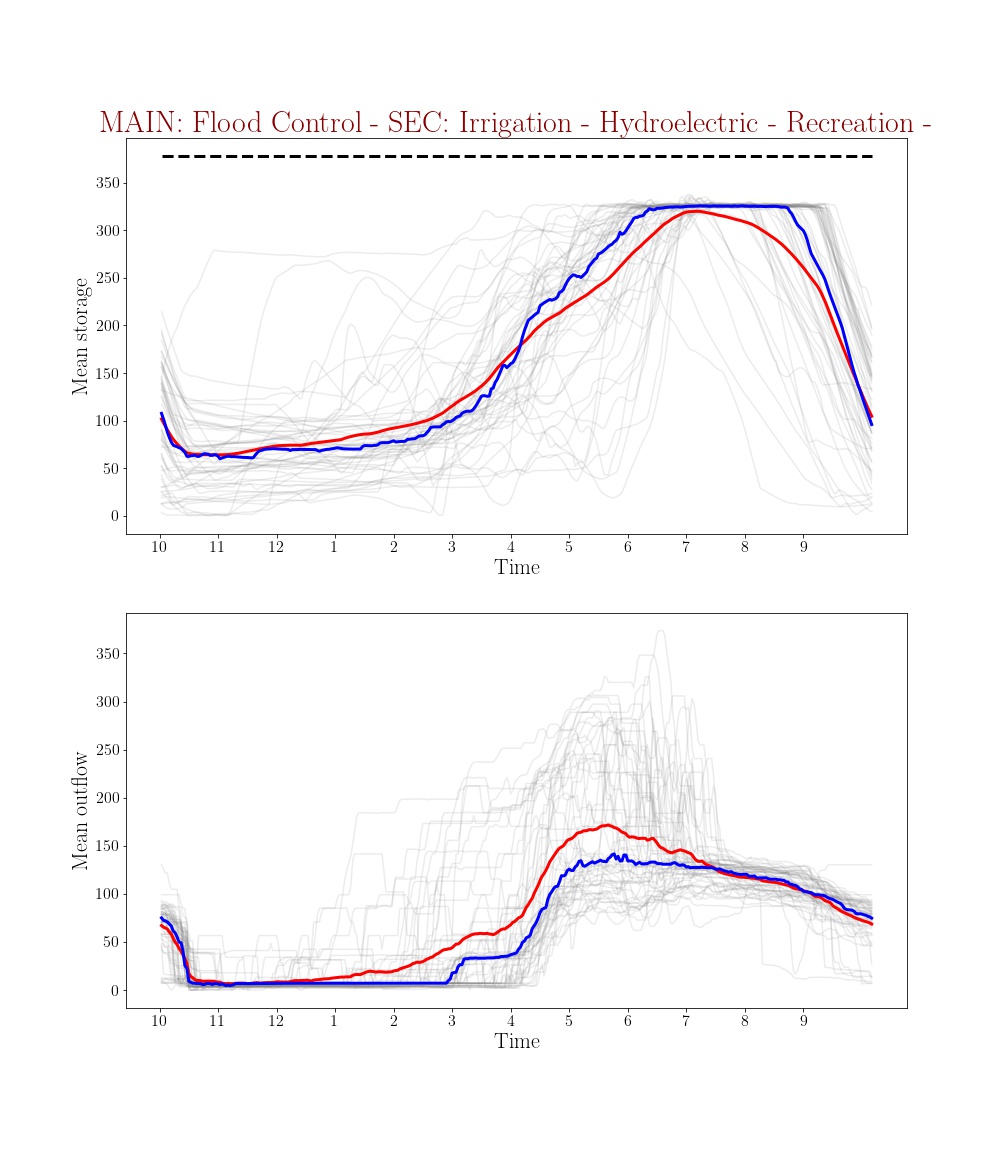 MAIN: Flood Control - SEC: Irrigation - Hydroelectric - Recreation -
350
300
250
200
150
100
50
0
Mean storage
10 11 12 1 2 3 4 5 6 7 8 9
Time
350
300
250
200
150
100
50
0
Mean outflow
10 11 12 1 2 3 4 5 6 7 8 9
Time